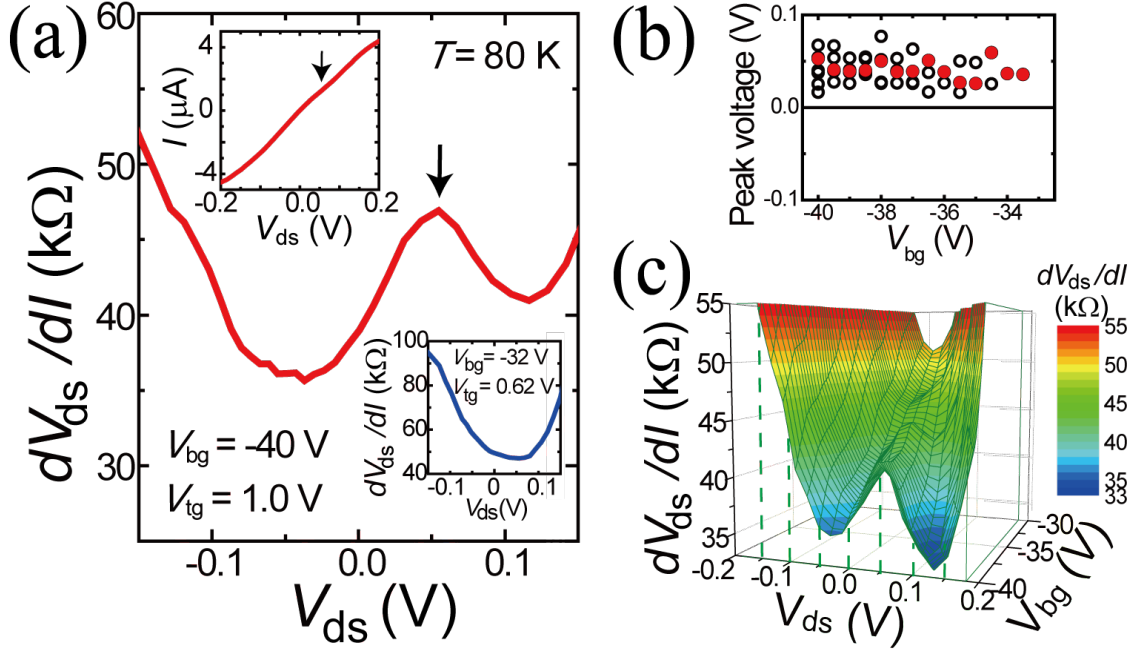 (a)
60
50
40
30
dVds /dI (kΩ)
-0.1
0.0
0.1
Vds (V)
T = 80 K
Vbg = -40 V
Vtg = 1.0 V
4
0
-4
I (μA)
-0.2
0.0
0.2
Vds (V)
100
80
60
40
dVds /dI (kΩ)
Vbg = -32 V
Vtg = 0.62 V
-0.1
0
0.1
Vds(V)
(b)
0.1
0.0
-0.1
Peak voltage (V)
-40
-38
-36
-34
Vbg (V)
(c)
55
50
45
40
35
dVds /dI (kΩ)
-0.2
-0.1
0.0
0.1
0.2
Vds (V)
-30
-35
-40
Vbg (V)
dVds /dI
(kΩ)
55
50
45
40
35
33